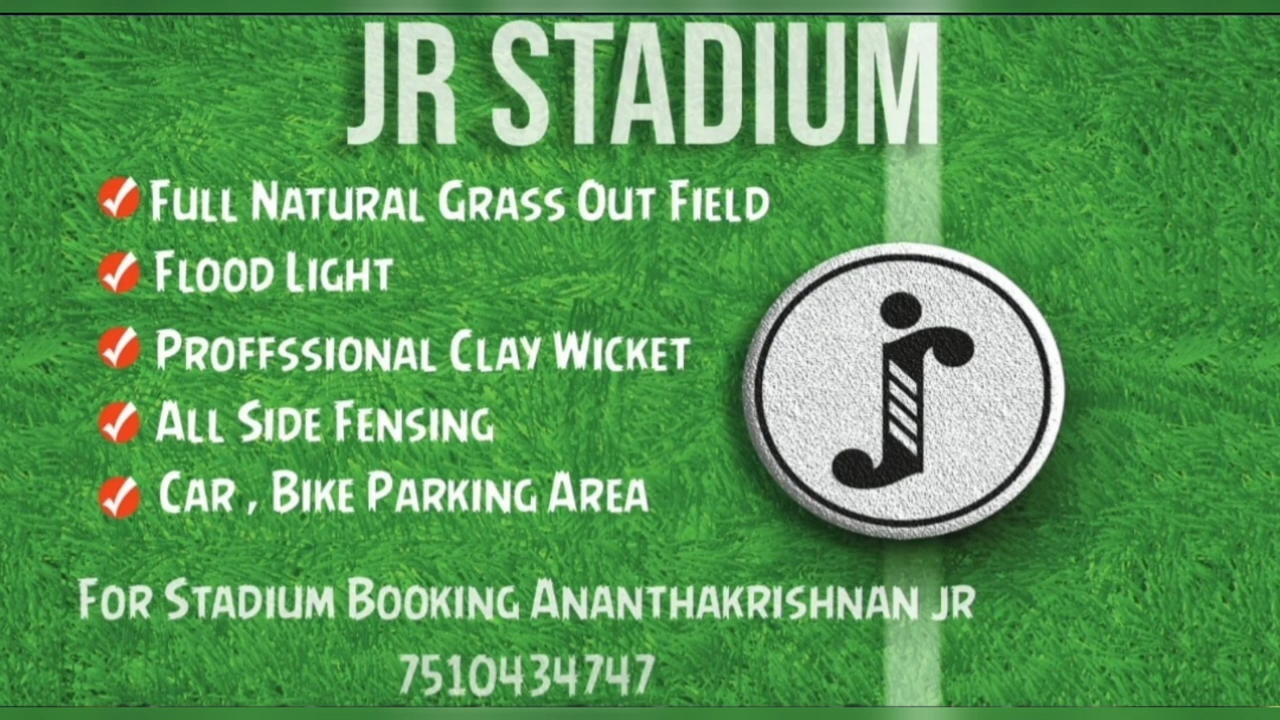 JR STADIUM
FULL NATURAL GRASS OUT FIELD
FLOOD LIGHT
PROFFSSIONAL CLAY WICKET
ALL SIDE FENSING
jr
CAR , BIKE PARKING AREA
FOR STADIUM BOOKING ANANTHAKRISHNAN JR
7510434747